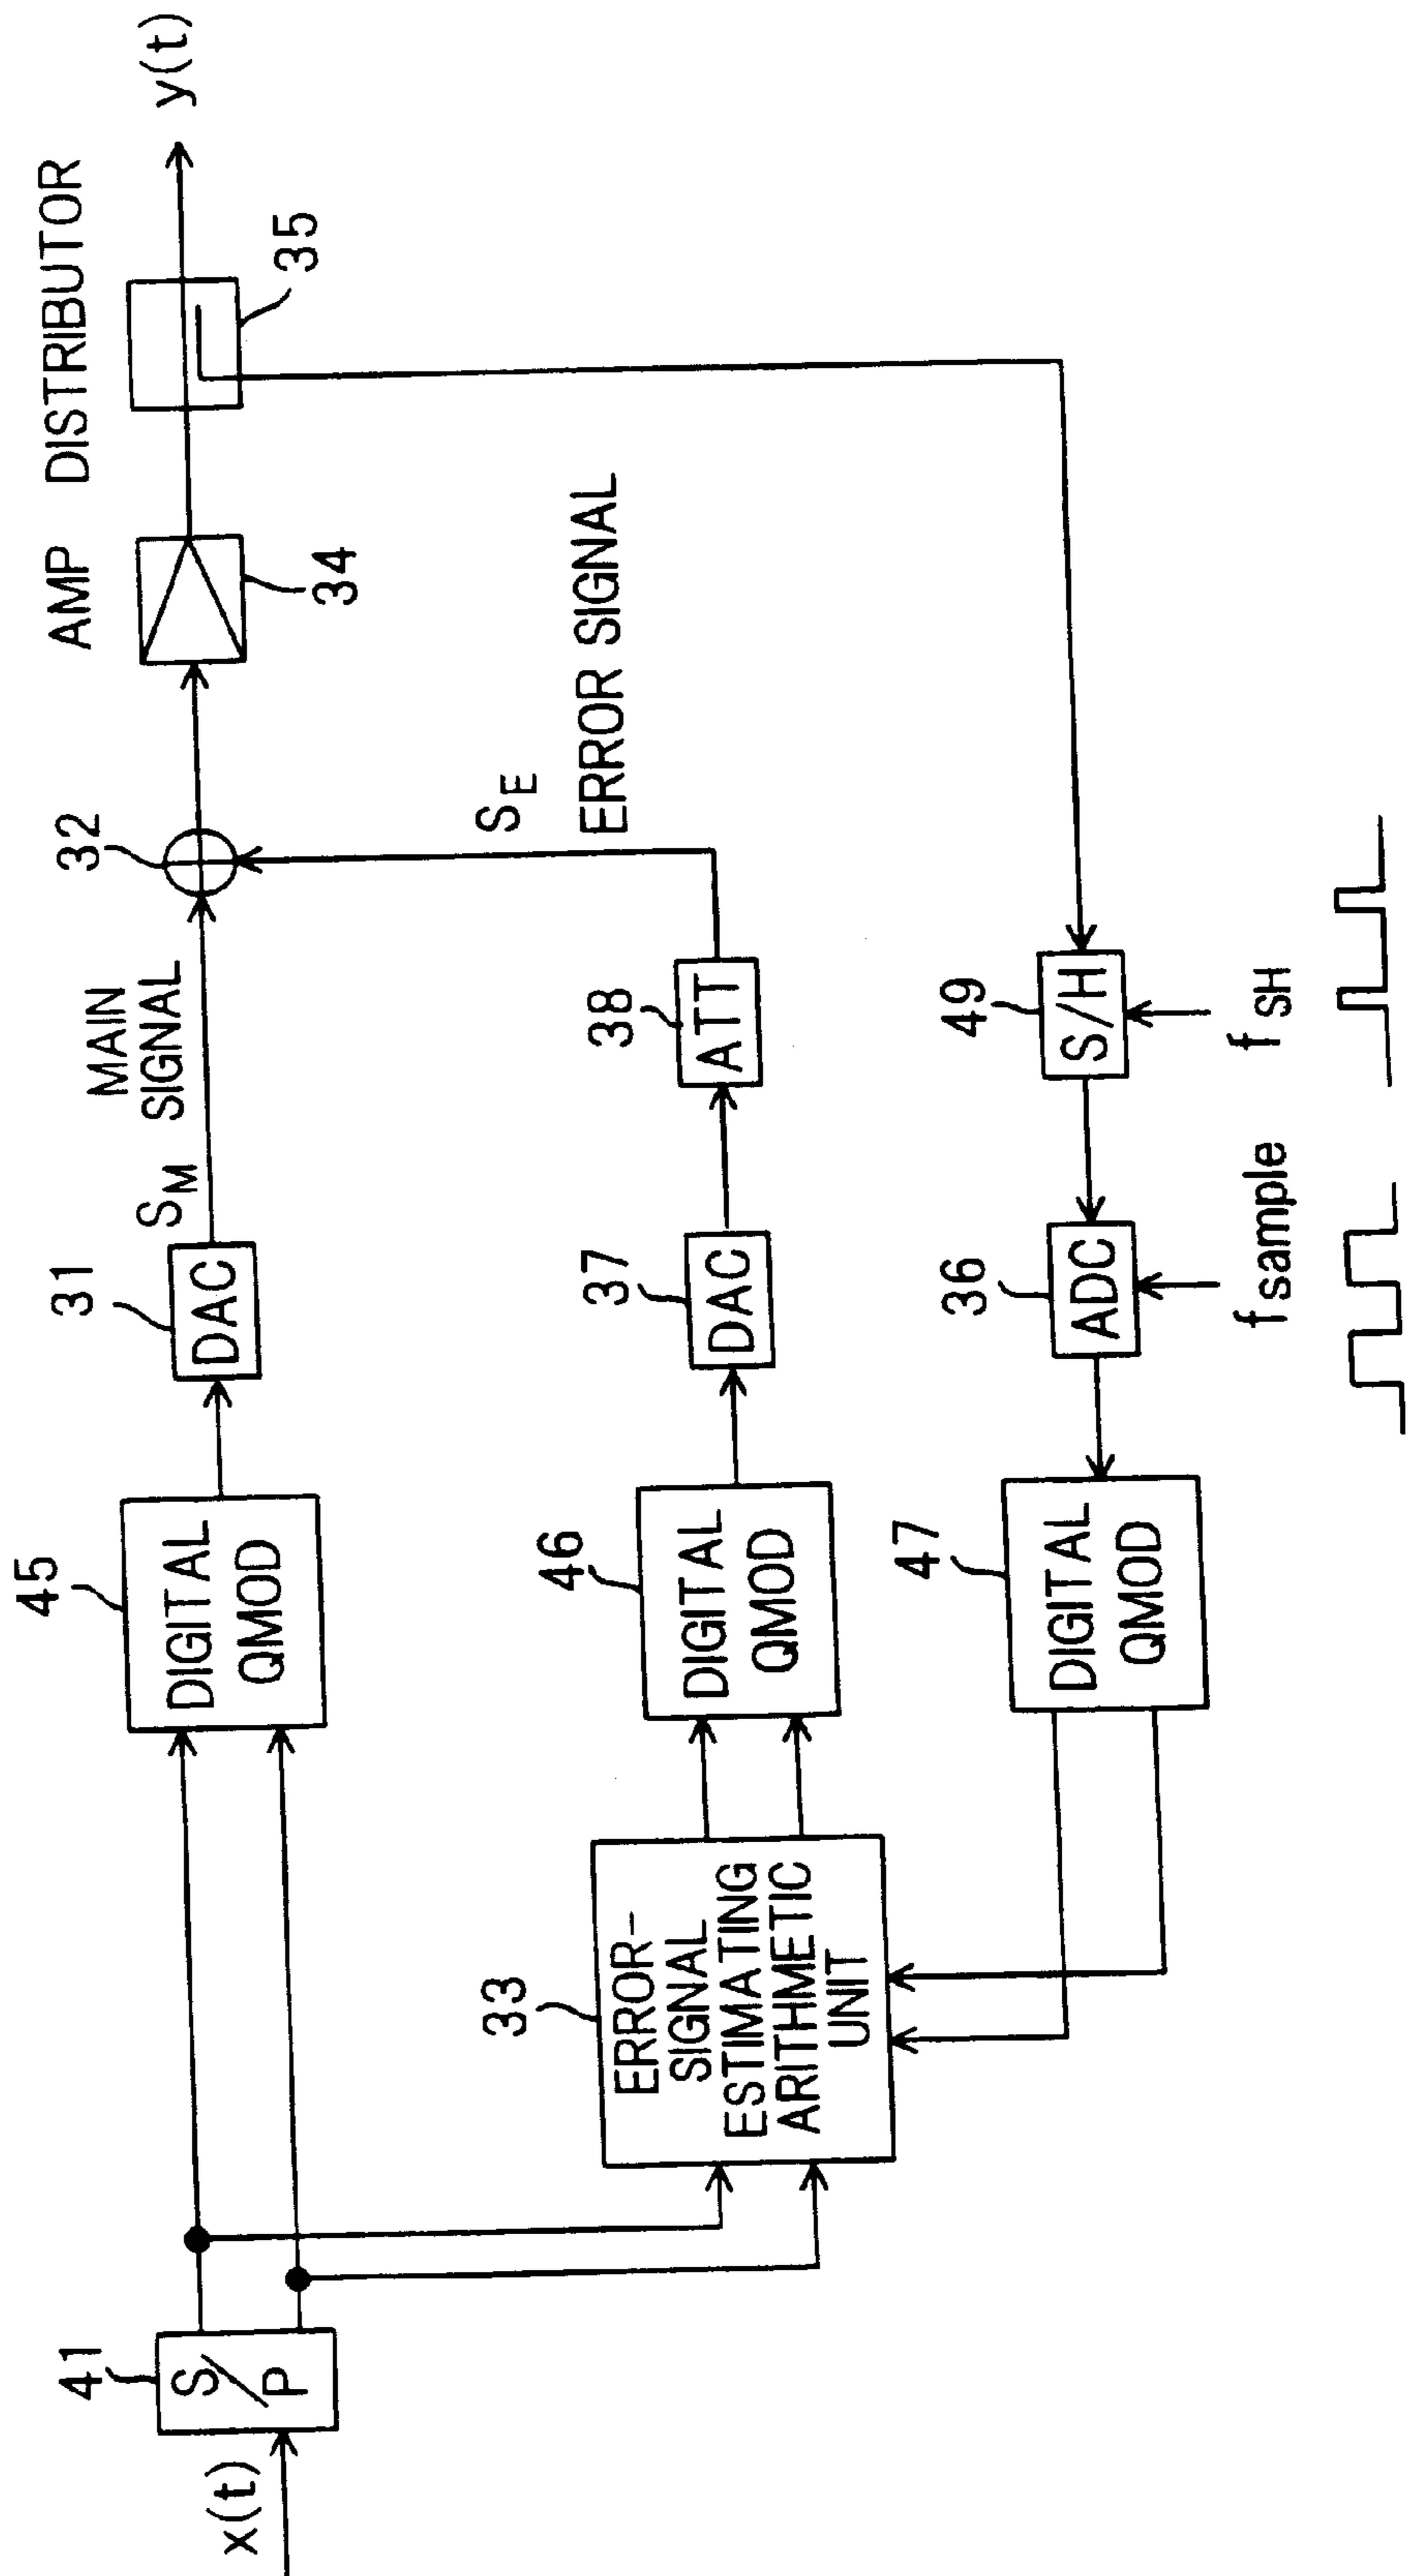 x(t)
41
S/P
45
DIGITAL
QMOD
31
DAC
S_M
MAIN
SIGNAL
32
AMP
34
DISTRIBUTOR
35
y(t)
33
ERROR-
SIGNAL
ESTIMATING
ARITHMETIC
UNIT
46
DIGITAL
QMOD
37
DAC
38
ATT
S_E
ERROR SIGNAL
47
DIGITAL
QMOD
36
ADC
fsample
49
S/H
f_SH